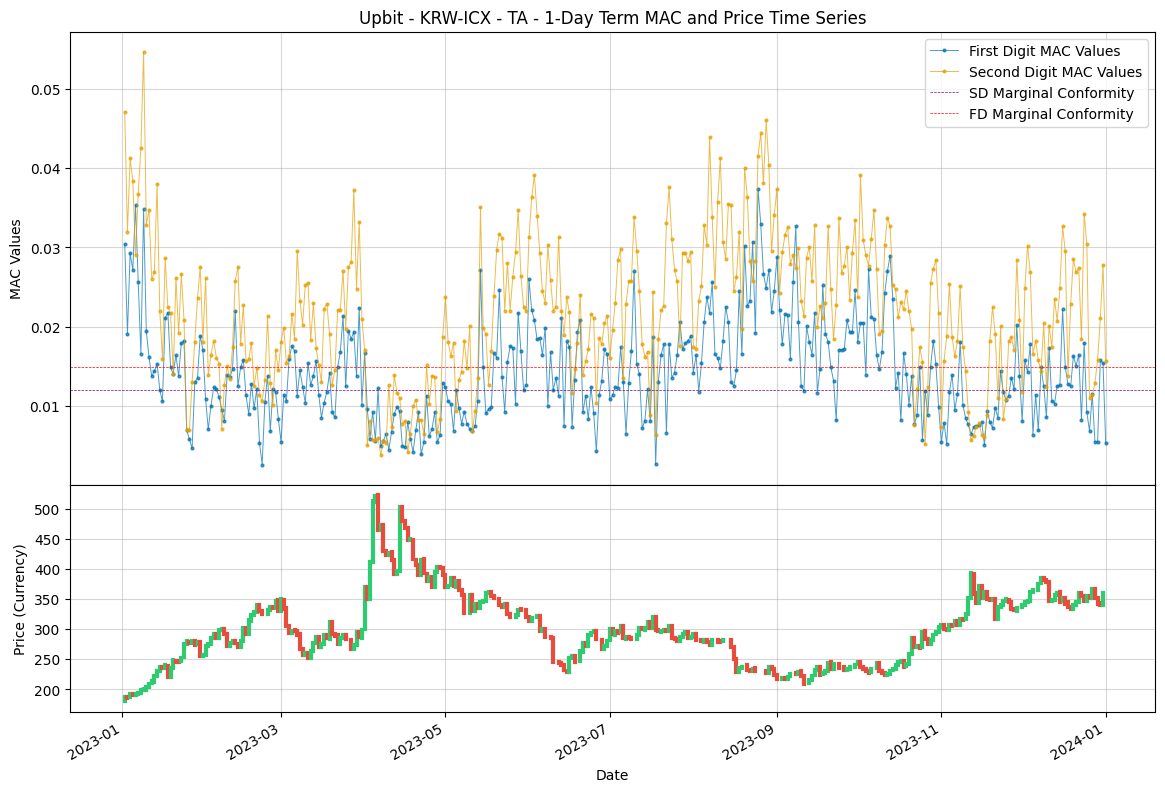 Upbit - KRW-ICX - TA - 1-Day Term MAC and Price Time Series
First Digit MAC Values
Second Digit MAC Values
SD Marginal Conformity
FD Marginal Conformity
MAC Values
0.05
0.04
0.03
0.02
0.01
Price (Currency)
500
450
400
350
300
250
200
2023-01
2023-03
2023-05
2023-07
2023-09
2023-11
2024-01
Date